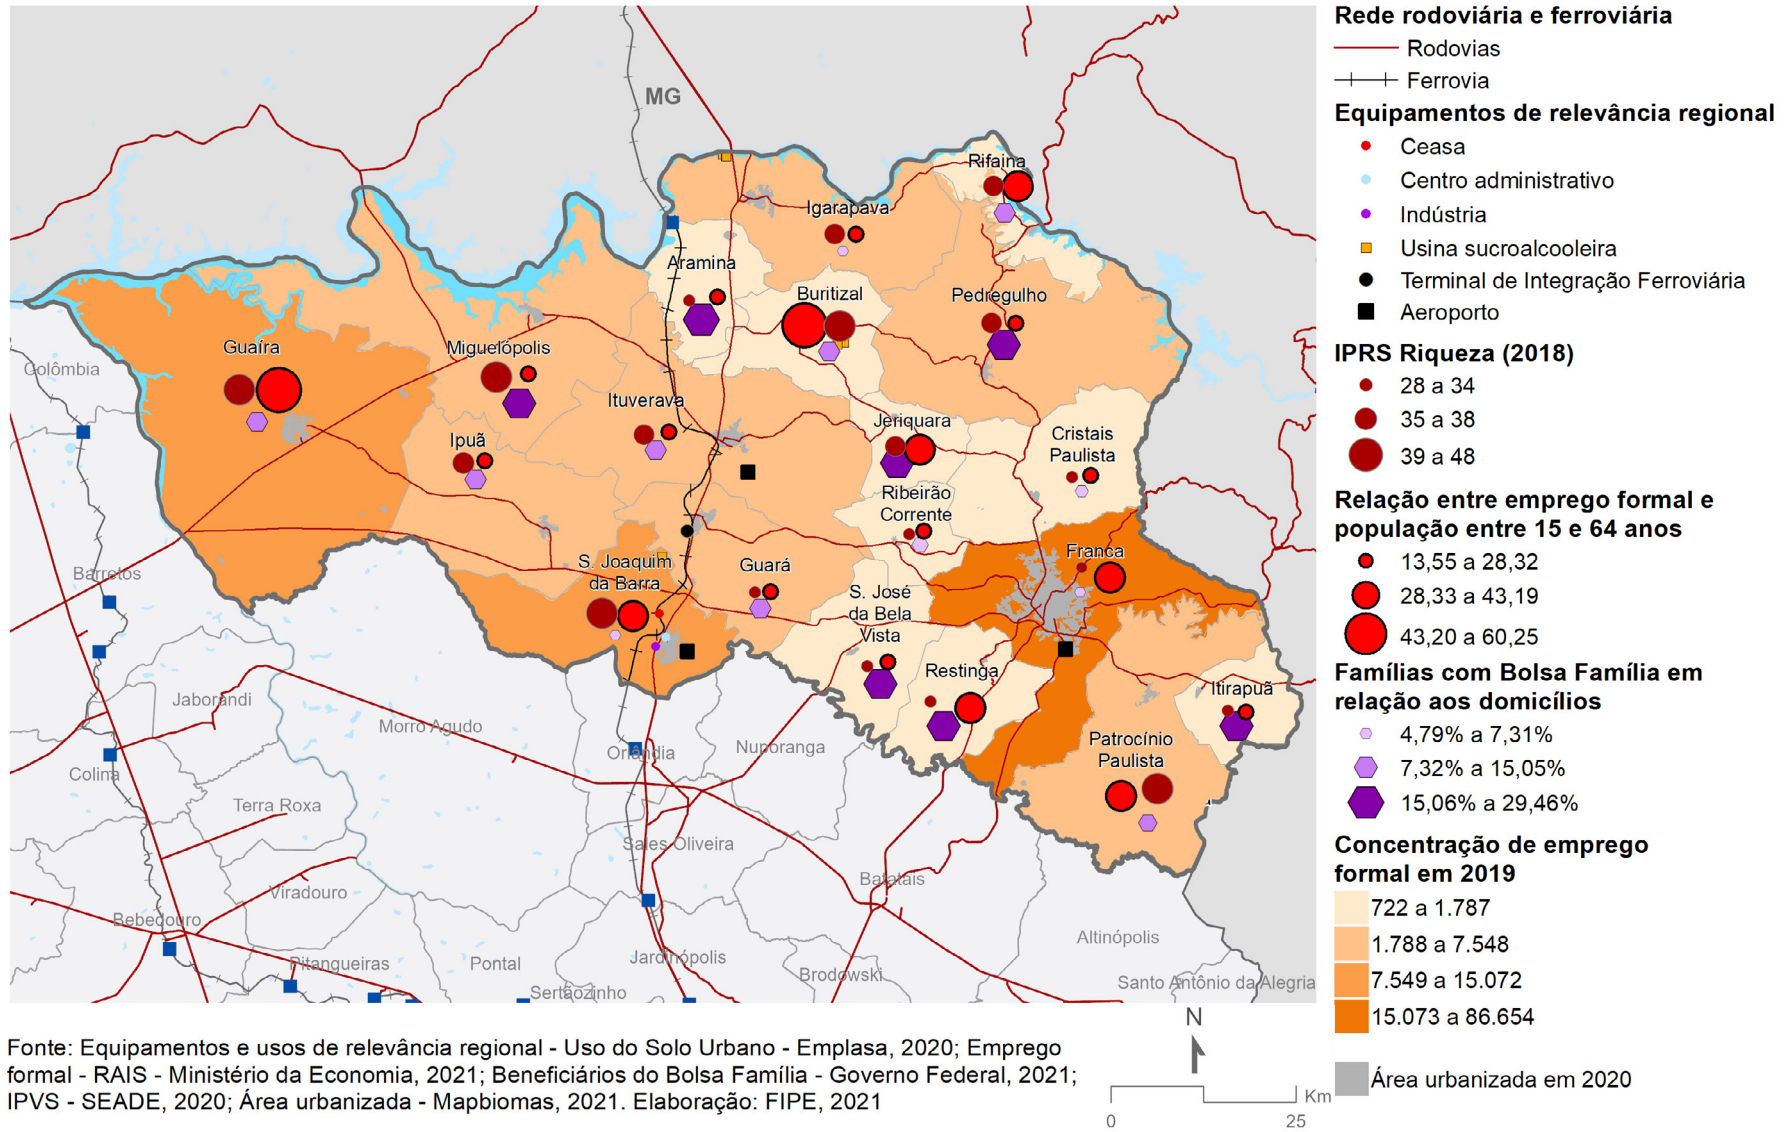 MG
Rifaina
Igarapava
Aramina
Buritizal
Pedregulho
Guaíra
Miguelópolis
Golômbia
Ituverava
Jeriquara
Cristais
Paulista
Ipuã
Ribeirão
Corrente
Franca
S. Joaquim
da Barra
Guará
Barretos
S. José
da Bela
Vista
Restinga
Itirapuã
Jaborandi
Morro Agudo
Patrocínio
Paulista
Orlândia
Nuporanga
Colina
Terra Roxa
Sales Oliveira
Viradouro
Batatais
Bebedouro
Altinópolis
Pitangueiras
Pontal
Jardinópolis
Brodowski
Sertãozinho
Santo Antônio da Alegria
Rede rodoviária e ferroviária
Rodovias
Ferrovia
Equipamentos de relevância regional
Ceasa
Centro administrativo
Indústria
Usina sucroalcooleira
Terminal de Integração Ferroviária
Aeroporto
IPRS Riqueza (2018)
28 a 34
35 a 38
39 a 48
Relação entre emprego formal e
população entre 15 e 64 anos
13,55 a 28,32
28,33 a 43,19
43,20 a 60,25
Famílias com Bolsa Família em
relação aos domicílios
4,79% a 7,31%
7,32% a 15,05%
15,06% a 29,46%
Concentração de emprego
formal em 2019
722 a 1.787
1.788 a 7.548
7.549 a 15.072
15.073 a 86.654
Área urbanizada em 2020
N
Km
0 25
Fonte: Equipamentos e usos de relevância regional - Uso do Solo Urbano - Emplasa, 2020; Emprego
formal - RAIS - Ministério da Economia, 2021; Beneficiários do Bolsa Família - Governo Federal, 2021;
IPVS - SEADE, 2020; Área urbanizada - Mapbiomas, 2021. Elaboração: FIPE, 2021